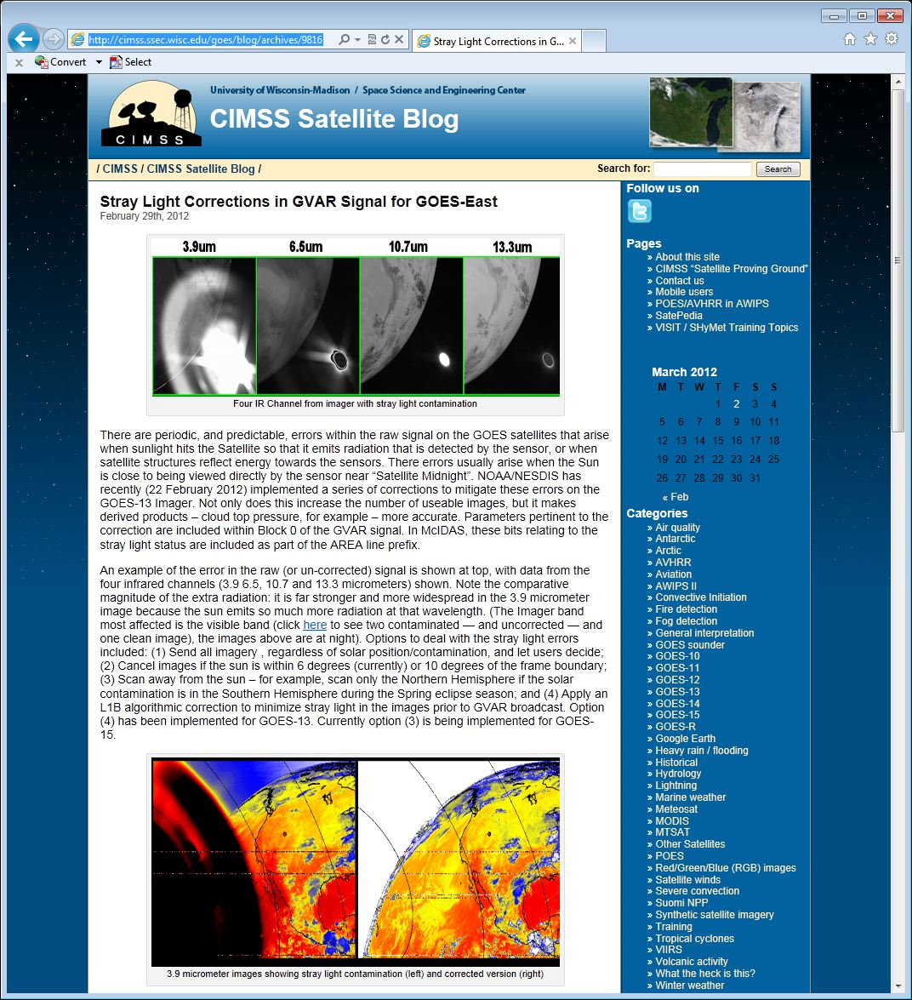 http://cimss.ssec.wisc.edu/goes/blog/archives/9816
Stray Light Corrections in G...
x Convert Select
University of Wisconsin-Madison / Space Science and Engineering Center
CIMSS Satellite Blog
CIMSS
/ CIMSS / CIMSS Satellite Blog /
Search for: Search
Stray Light Corrections in GVAR Signal for GOES-East
February 29th, 2012
3.9um 6.5um 10.7um 13.3um
Four IR Channel from imager with stray light contamination
There are periodic, and predictable, errors within the raw signal on the GOES satellites that arise
when sunlight hits the Satellite so that it emits radiation that is detected by the sensor, or when
satellite structures reflect energy towards the sensors. There errors usually arise when the Sun
is close to being viewed directly by the sensor near “Satellite Midnight”. NOAA/NESDIS has
recently (22 February 2012) implemented a series of corrections to mitigate these errors on the
GOES-13 Imager. Not only does this increase the number of useable images, but it makes
derived products – cloud top pressure, for example – more accurate. Parameters pertinent to the
correction are included within Block 0 of the GVAR signal. In McIDAS, these bits relating to the
stray light status are included as part of the AREA line prefix.
An example of the error in the raw (or un-corrected) signal is shown at top, with data from the
four infrared channels (3.9 6.5, 10.7 and 13.3 micrometers) shown. Note the comparative
magnitude of the extra radiation: it is far stronger and more widespread in the 3.9 micrometer
image because the sun emits so much more radiation at that wavelength. (The Imager band
most affected is the visible band (click here to see two contaminated — and uncorrected — and
one clean image), the images above are at night). Options to deal with the stray light errors
included: (1) Send all imagery , regardless of solar position/contamination, and let users decide;
(2) Cancel images if the sun is within 6 degrees (currently) or 10 degrees of the frame boundary;
(3) Scan away from the sun – for example, scan only the Northern Hemisphere if the solar
contamination is in the Southern Hemisphere during the Spring eclipse season; and (4) Apply an
L1B algorithmic correction to minimize stray light in the images prior to GVAR broadcast. Option
(4) has been implemented for GOES-13. Currently option (3) is being implemented for GOES-
15.
3.9 micrometer images showing stray light contamination (left) and corrected version (right)
Follow us on
Pages
» About this site
» CIMSS “Satellite Proving Ground”
» Contact us
» Mobile users
» POES/AVHRR in AWIPS
» SatePedia
» VISIT / SHyMet Training Topics
March 2012
M T W T F S S
1 2 3 4
5 6 7 8 9 10 11
12 13 14 15 16 17 18
19 20 21 22 23 24 25
26 27 28 29 30 31
« Feb
Categories
» Air quality
» Antarctic
» Arctic
» AVHRR
» Aviation
» AWIPS II
» Convective Initiation
» Fire detection
» Fog detection
» General interpretation
» GOES sounder
» GOES-10
» GOES-11
» GOES-12
» GOES-13
» GOES-14
» GOES-15
» GOES-R
» Google Earth
» Heavy rain / flooding
» Historical
» Hydrology
» Lightning
» Marine weather
» Meteosat
» MODIS
» MTSAT
» Other Satellites
» POES
» Red/Green/Blue (RGB) images
» Satellite winds
» Severe convection
» Suomi NPP
» Synthetic satellite imagery
» Training
» Tropical cyclones
» VIIRS
» Volcanic activity
» What the heck is this?
» Winter weather